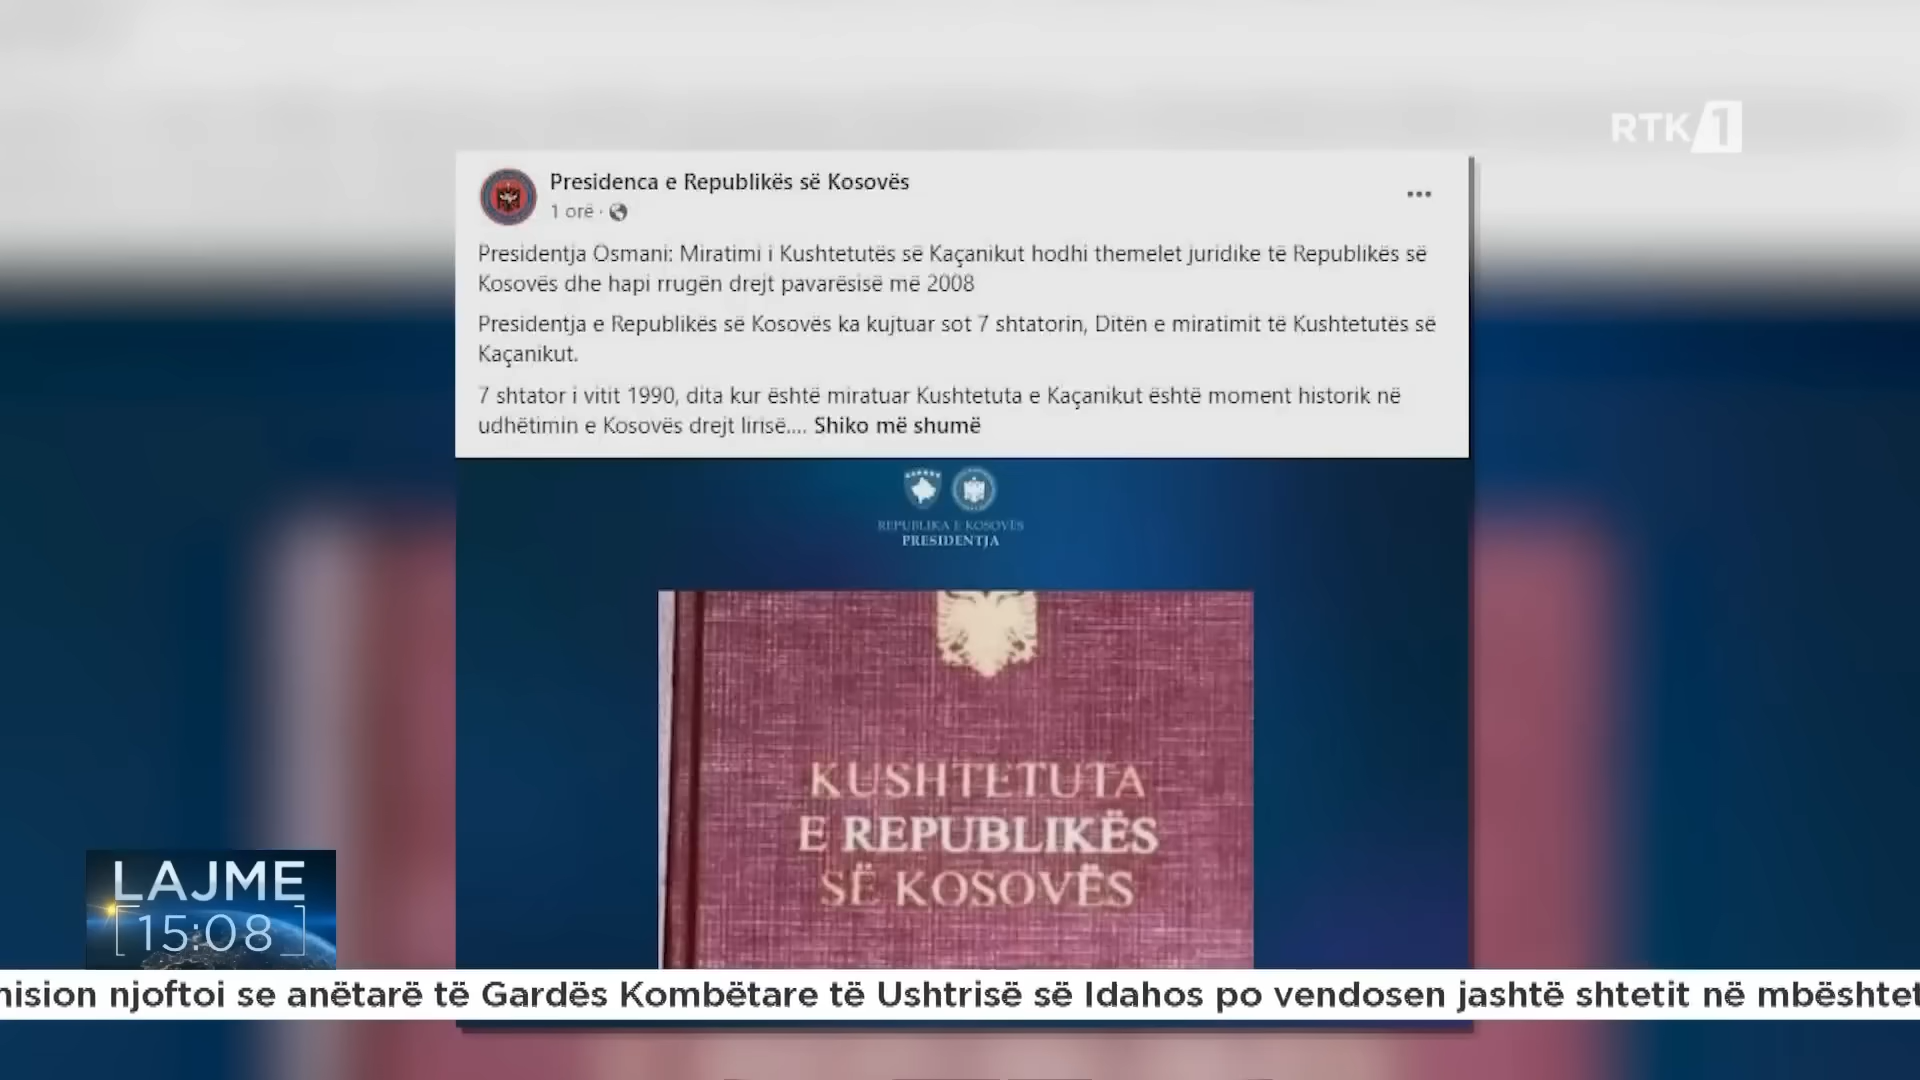 RTK 1
Presidenca e Republikës së Kosovës
1 orë ·
Presidentja Osmani: Miratimi i Kushtetutës së Kaçanikut hodhi themelet juridike të Republikës së
Kosovës dhe hapi rrugën drejt pavarësisë më 2008
Presidentja e Republikës së Kosovës ka kujtuar sot 7 shtatorin, Ditën e miratimit të Kushtetutës së
Kaçanikut.
7 shtator i vitit 1990, dita kur është miratuar Kushtetuta e Kaçanikut është moment historik në
udhëtimin e Kosovës drejt lirisë.... Shiko më shumë
REPUBLIKA E KOSOVËS
PRESIDENTJA
KUSHTETUTA
E REPUBLIKËS
SË KOSOVËS
LAJME
15:08
njoftoi se anëtarë të Gardës Kombëtare të Ushtrisë së Idahos po vendosen jashtë shtetit në